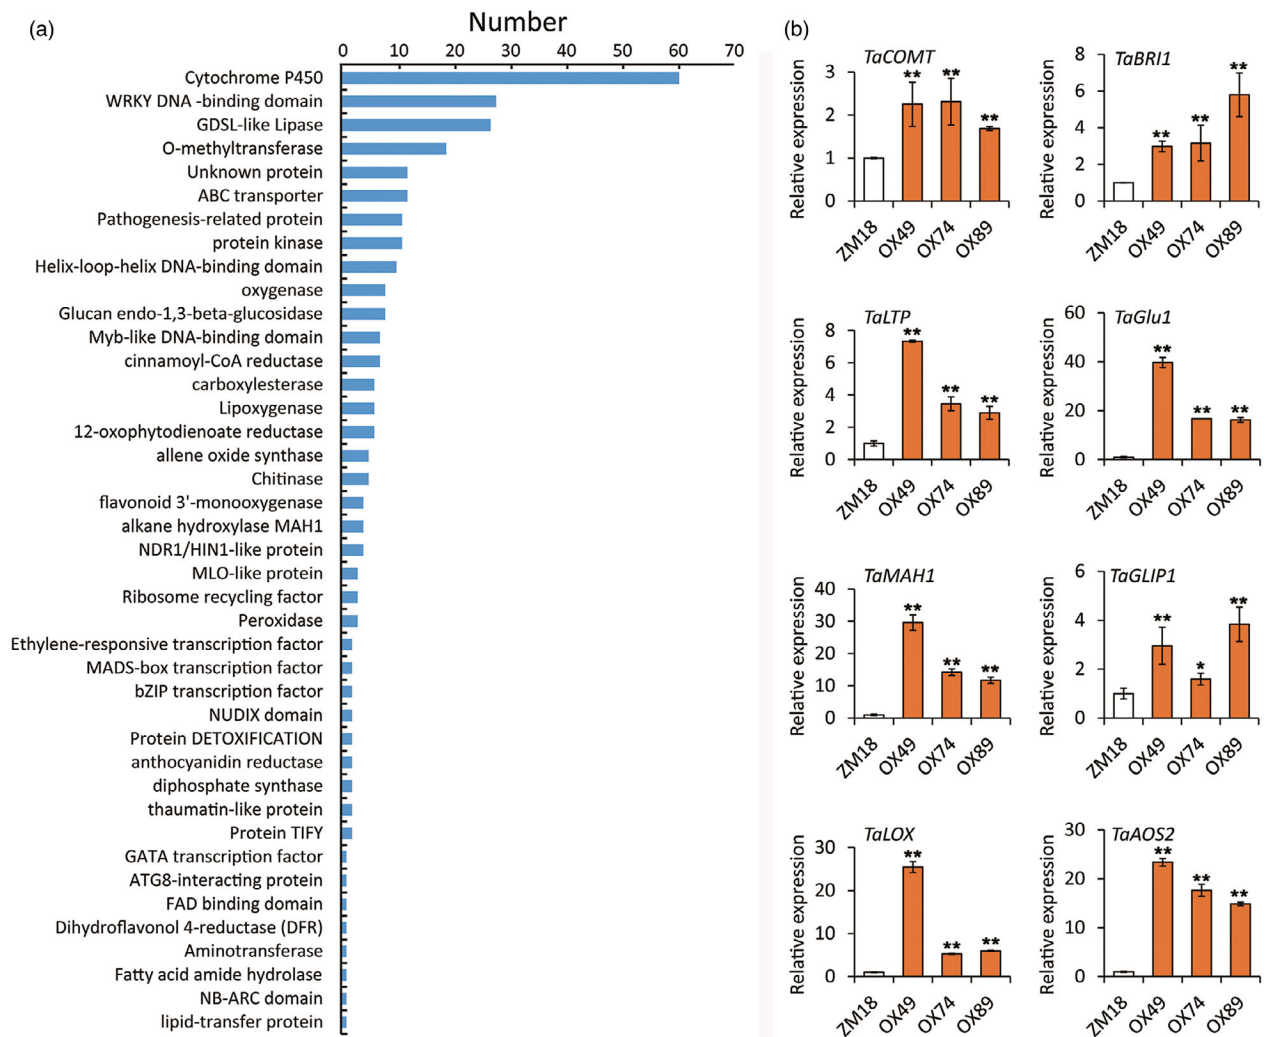 (a)
Number
0 10 20 30 40 50 60 70
Cytochrome P450
WRKY DNA -binding domain
GDSL-like Lipase
O-methyltransferase
Unknown protein
ABC transporter
Pathogenesis-related protein
protein kinase
Helix-loop-helix DNA-binding domain
oxygenase
Glucan endo-1,3-beta-glucosidase
Myb-like DNA-binding domain
cinnamoyl-CoA reductase
carboxylesterase
Lipoxygenase
12-oxophytodienoate reductase
allene oxide synthase
Chitinase
flavonoid 3'-monooxygenase
alkane hydroxylase MAH1
NDR1/HIN1-like protein
MLO-like protein
Ribosome recycling factor
Peroxidase
Ethylene-responsive transcription factor
MADS-box transcription factor
bZIP transcription factor
NUDIX domain
Protein DETOXIFICATION
anthocyanidin reductase
diphosphate synthase
thaumatin-like protein
Protein TIFY
GATA transcription factor
ATG8-interacting protein
FAD binding domain
Dihydroflavonol 4-reductase (DFR)
Aminotransferase
Fatty acid amide hydrolase
NB-ARC domain
lipid-transfer protein
(b)
TaCOMT
Relative expression
3
2
1
0
** ** **
ZM18 OX49 OX74 OX89
TaBRI1
Relative expression
8
6
4
2
0
** ** **
ZM18 OX49 OX74 OX89
TaLTP
Relative expression
8
6
4
2
0
** ** **
ZM18 OX49 OX74 OX89
TaGlu1
Relative expression
60
40
20
0
** ** **
ZM18 OX49 OX74 OX89
TaMAH1
Relative expression
40
30
20
10
0
** ** **
ZM18 OX49 OX74 OX89
TaGLIP1
Relative expression
6
4
2
0
** * **
ZM18 OX49 OX74 OX89
TaLOX
Relative expression
30
20
10
0
** ** **
ZM18 OX49 OX74 OX89
TaAOS2
Relative expression
30
20
10
0
** ** **
ZM18 OX49 OX74 OX89